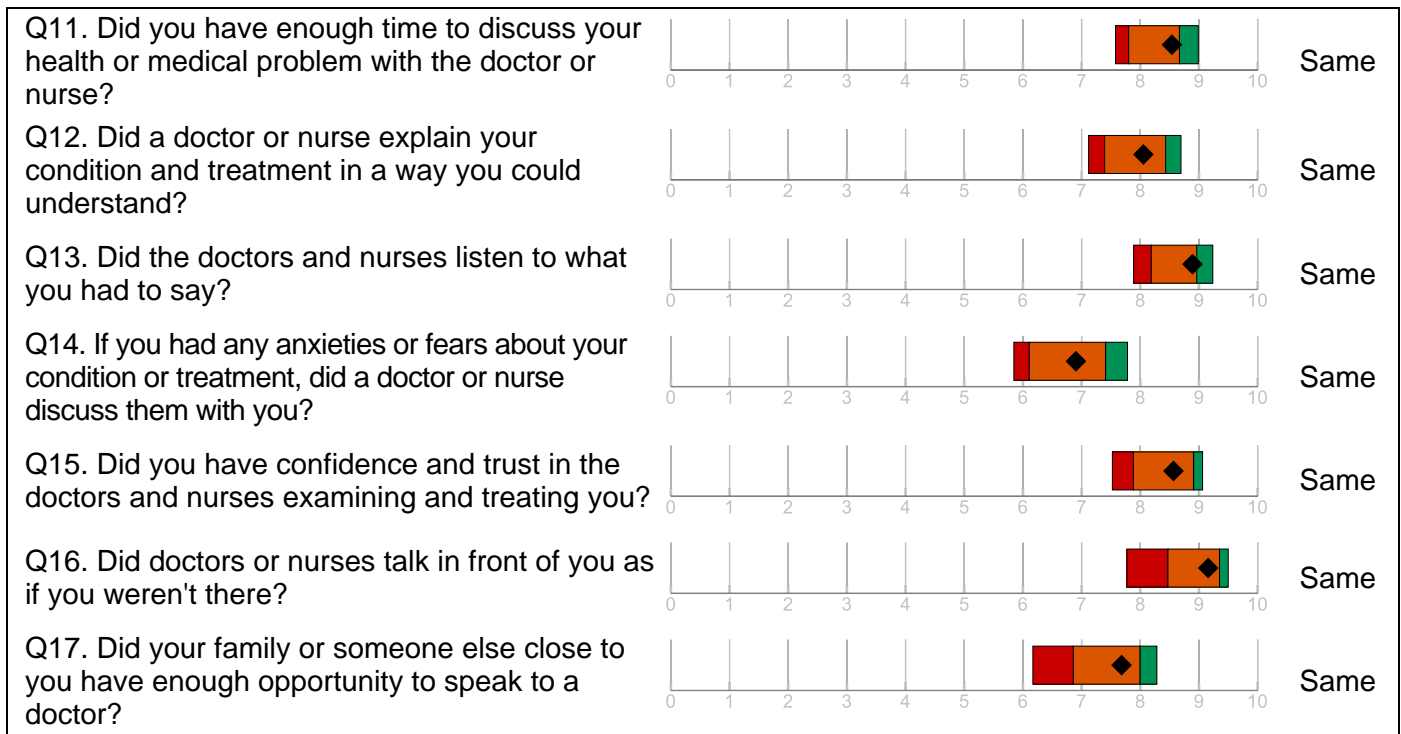 Q11. Did you have enough time to discuss your
health or medical problem with the doctor or
nurse?
0 1 2 3 4 5 6 7 8 9 10
Same
Q12. Did a doctor or nurse explain your
condition and treatment in a way you could
understand?
0 1 2 3 4 5 6 7 8 9 10
Same
Q13. Did the doctors and nurses listen to what
you had to say?
0 1 2 3 4 5 6 7 8 9 10
Same
Q14. If you had any anxieties or fears about your
condition or treatment, did a doctor or nurse
discuss them with you?
0 1 2 3 4 5 6 7 8 9 10
Same
Q15. Did you have confidence and trust in the
doctors and nurses examining and treating you?
0 1 2 3 4 5 6 7 8 9 10
Same
Q16. Did doctors or nurses talk in front of you as
if you weren't there?
0 1 2 3 4 5 6 7 8 9 10
Same
Q17. Did your family or someone else close to
you have enough opportunity to speak to a
doctor?
0 1 2 3 4 5 6 7 8 9 10
Same